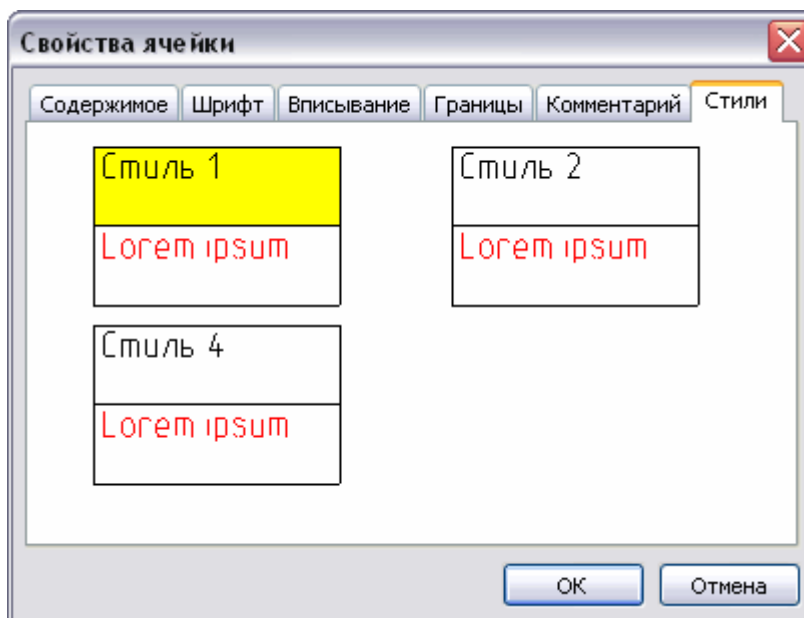 Свойства ячейки
Содержимое Шрифт Вписывание Границы Комментарий Стили
Стиль 1 Стиль 2
Lorem ipsum Lorem ipsum
Стиль 4
Lorem ipsum
ОК Отмена